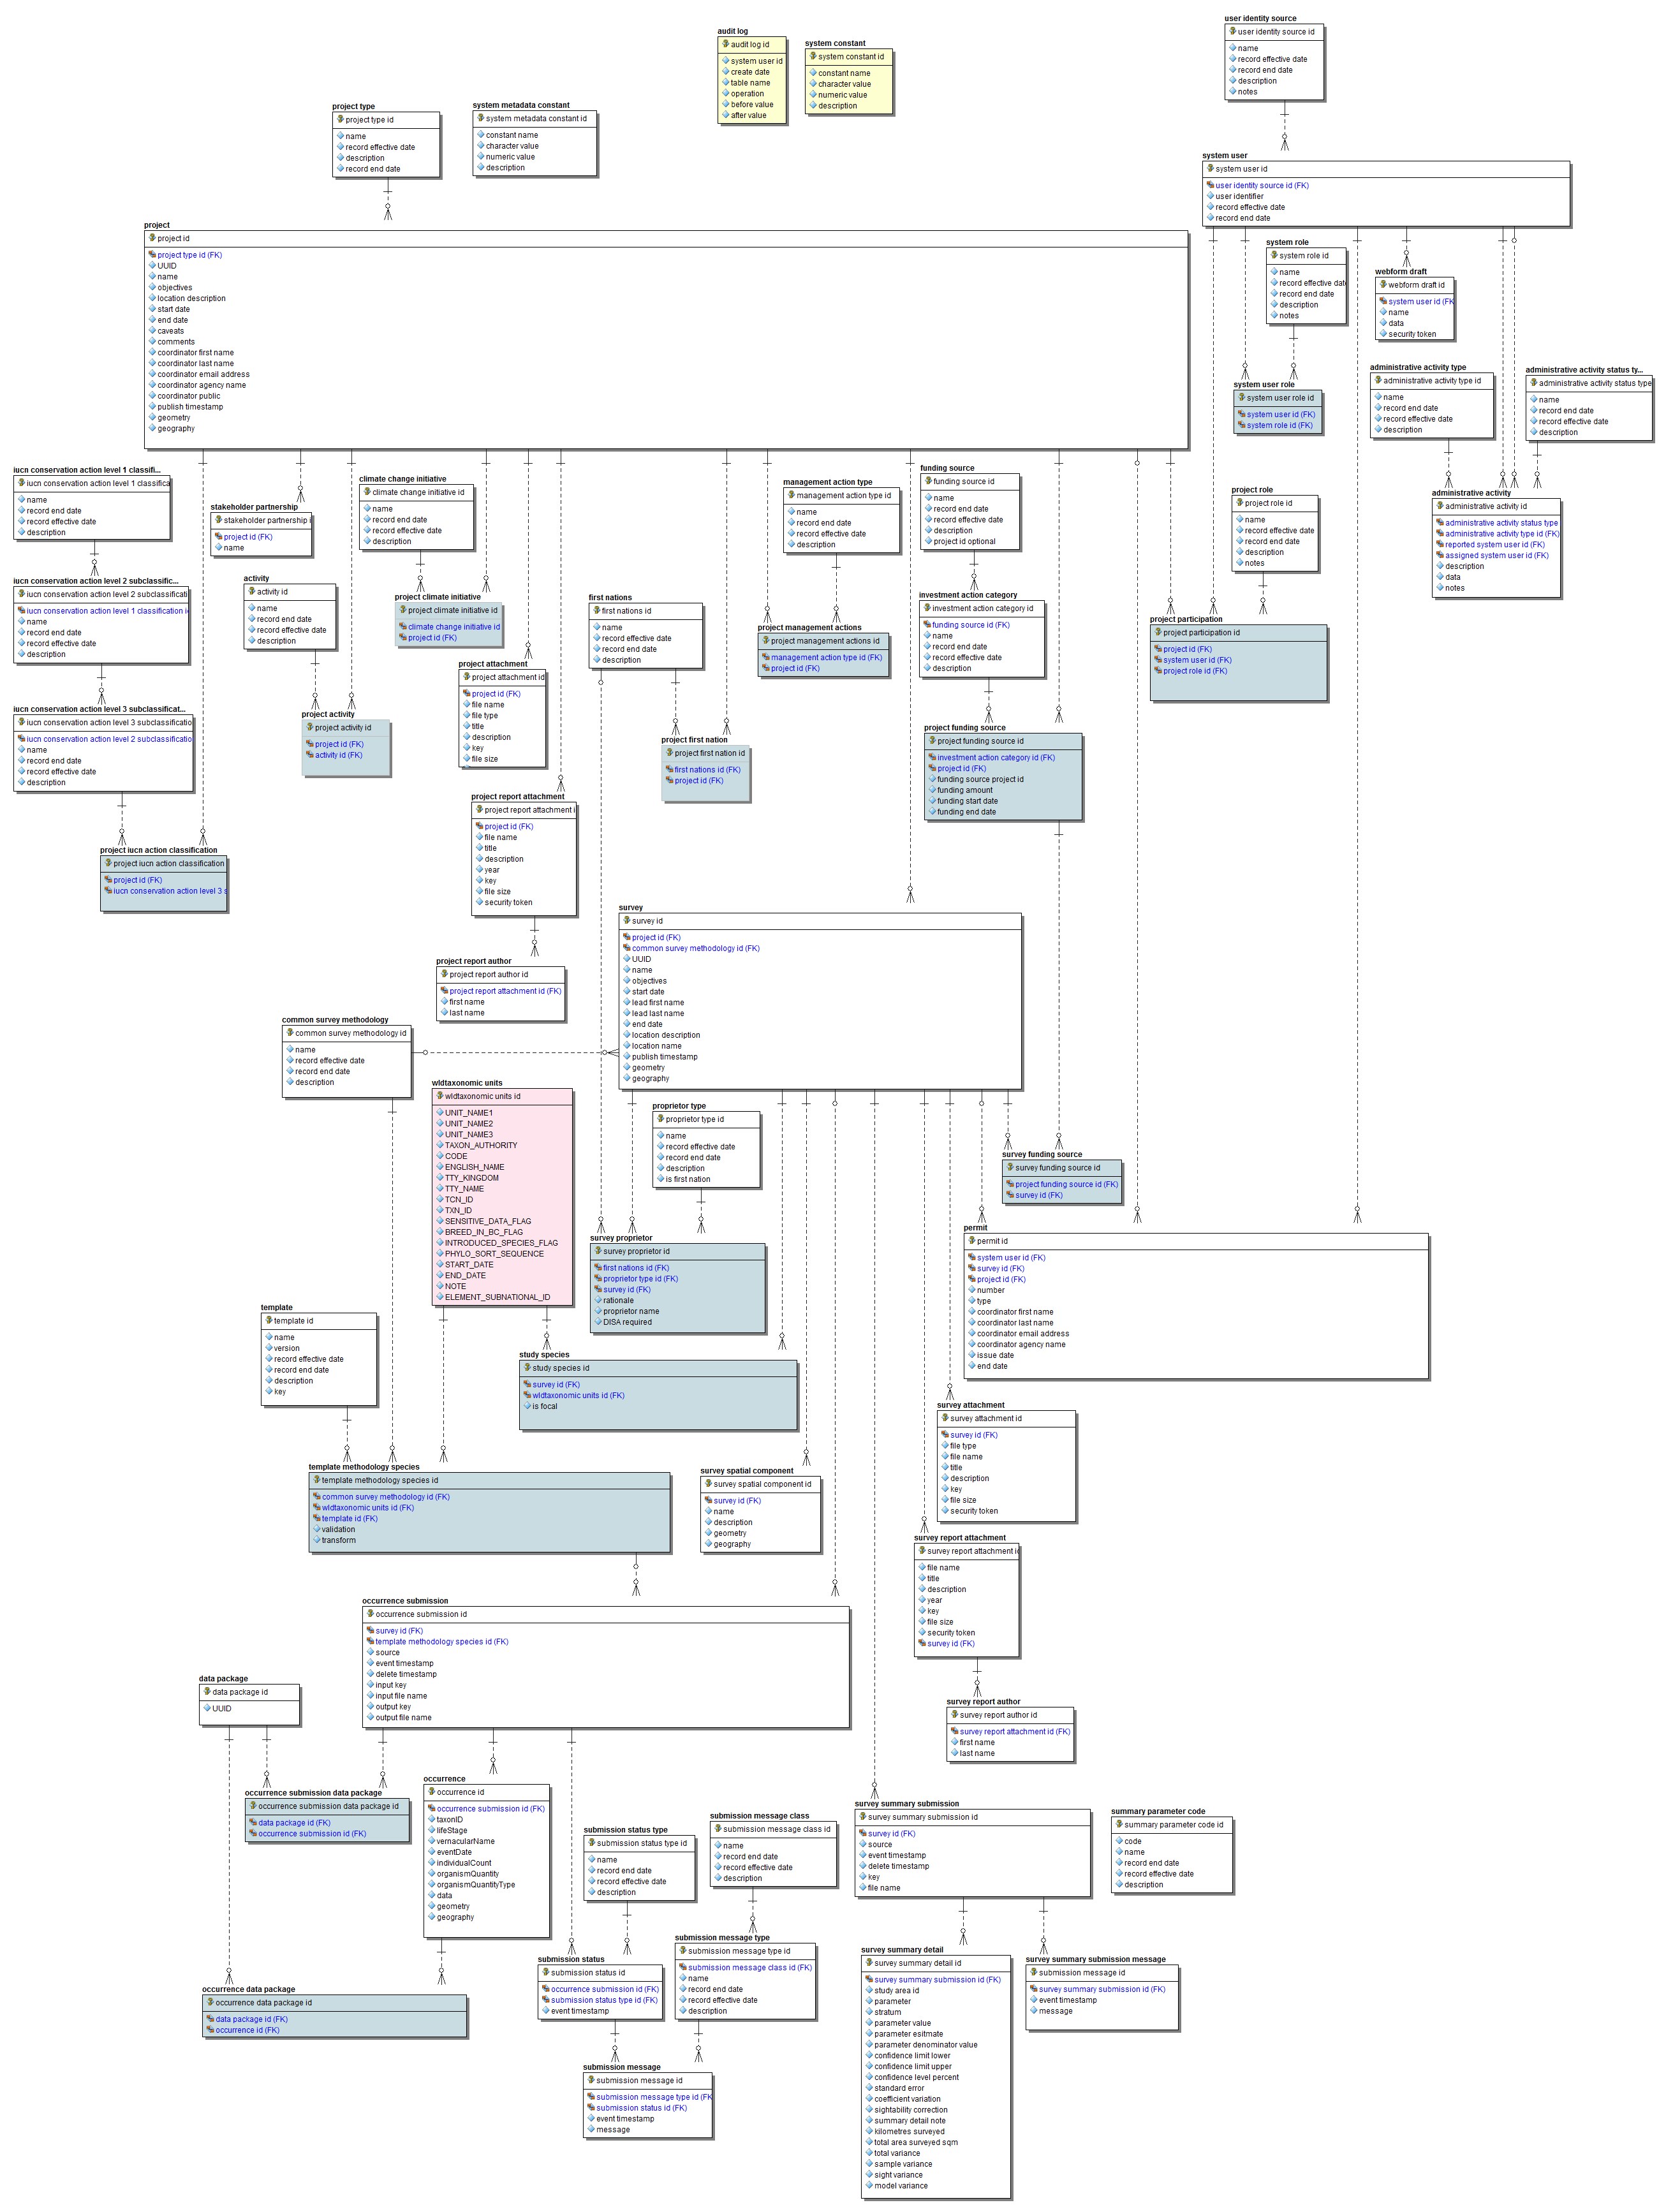 audit log
audit log id
system user id
create date
table name
operation
before value
after value
system constant
system constant id
constant name
character value
numeric value
description
user identity source
user identity source id
name
record effective date
record end date
description
notes
project type
project type id
name
record effective date
description
record end date
system metadata constant
system metadata constant id
constant name
character value
numeric value
description
system user
system user id
user identity source id (FK)
user identifier
record effective date
record end date
project
project id
project type id (FK)
UUID
name
objectives
location description
start date
end date
caveats
comments
coordinator first name
coordinator last name
coordinator email address
coordinator agency name
coordinator public
publish timestamp
geometry
geography
system role
system role id
name
record effective dat
record end date
description
notes
webform draft
webform draft id
system user id (FK
name
data
security token
system user role
system user role id
system user id (FK)
system role id (FK)
administrative activity type
administrative activity type id
name
record end date
record effective date
description
administrative activity status ty...
administrative activity status type
name
record end date
record effective date
description
administrative activity
administrative activity id
administrative activity status type
administrative activity type id (FK)
reported system user id (FK)
assigned system user id (FK)
description
data
notes
iucn conservation action level 1 classifi...
iucn conservation action level 1 classifica
name
record end date
record effective date
description
stakeholder partnership
stakeholder partnership i
project id (FK)
name
climate change initiative
climate change initiative id
name
record end date
record effective date
description
management action type
management action type id
name
record end date
record effective date
description
funding source
funding source id
name
record end date
record effective date
description
project id optional
project role
project role id
name
record effective date
record end date
description
notes
iucn conservation action level 2 subclassific...
iucn conservation action level 2 subclassificati
iucn conservation action level 1 classification i
name
record end date
record effective date
description
activity
activity id
name
record end date
record effective date
description
project climate initiative
project climate initiative id
climate change initiative id
project id (FK)
first nations
first nations id
name
record effective date
record end date
description
project management actions
project management actions id
management action type id (FK)
project id (FK)
investment action category
investment action category id
funding source id (FK)
name
record end date
record effective date
description
project participation
project participation id
project id (FK)
system user id (FK)
project role id (FK)
iucn conservation action level 3 subclassificat...
iucn conservation action level 3 subclassificatio
iucn conservation action level 2 subclassificatio
name
record end date
record effective date
description
project activity
project activity id
project id (FK)
activity id (FK)
project attachment
project attachment id
project id (FK)
file name
file type
title
description
key
file size
project first nation
project first nation id
first nations id (FK)
project id (FK)
project funding source
project funding source id
investment action category id (FK)
project id (FK)
funding source project id
funding amount
funding start date
funding end date
project report attachment
project report attachment i
project id (FK)
file name
title
description
year
key
file size
security token
project iucn action classification
project iucn action classification
project id (FK)
iucn conservation action level 3 s
survey
survey id
project id (FK)
common survey methodology id (FK)
UUID
name
objectives
start date
lead first name
lead last name
end date
location description
location name
publish timestamp
geometry
geography
project report author
project report author id
project report attachment id (FK)
first name
last name
common survey methodology
common survey methodology id
name
record effective date
record end date
description
wldtaxonomic units
wldtaxonomic units id
UNIT_NAME1
UNIT_NAME2
UNIT_NAME3
TAXON_AUTHORITY
CODE
ENGLISH_NAME
TTY_KINGDOM
TTY_NAME
TCN_ID
TXN_ID
SENSITIVE_DATA_FLAG
BREED_IN_BC_FLAG
INTRODUCED_SPECIES_FLAG
PHYLO_SORT_SEQUENCE
START_DATE
END_DATE
NOTE
ELEMENT_SUBNATIONAL_ID
proprietor type
proprietor type id
name
record effective date
record end date
description
is first nation
survey funding source
survey funding source id
project funding source id (FK)
survey id (FK)
survey proprietor
survey proprietor id
first nations id (FK)
proprietor type id (FK)
survey id (FK)
rationale
proprietor name
DISA required
permit
permit id
system user id (FK)
survey id (FK)
project id (FK)
number
type
coordinator first name
coordinator last name
coordinator email address
coordinator agency name
issue date
end date
template
template id
name
version
record effective date
record end date
description
key
study species
study species id
survey id (FK)
wldtaxonomic units id (FK)
is focal
survey attachment
survey attachment id
survey id (FK)
file type
file name
title
description
key
file size
security token
template methodology species
template methodology species id
common survey methodology id (FK)
wldtaxonomic units id (FK)
template id (FK)
validation
transform
survey spatial component
survey spatial component id
survey id (FK)
name
description
geometry
geography
survey report attachment
survey report attachment id
file name
title
description
year
key
file size
security token
survey id (FK)
occurrence submission
occurrence submission id
survey id (FK)
template methodology species id (FK)
source
event timestamp
delete timestamp
input key
input file name
output key
output file name
data package
data package id
UUID
survey report author
survey report author id
survey report attachment id (FK)
first name
last name
occurrence submission data package
occurrence submission data package id
data package id (FK)
occurrence submission id (FK)
occurrence
occurrence id
occurrence submission id (FK)
taxonID
lifeStage
vernacularName
eventDate
individualCount
organismQuantity
organismQuantityType
data
geometry
geography
submission status type
submission status type id
name
record end date
record effective date
description
submission message class
submission message class id
name
record end date
record effective date
description
survey summary submission
survey summary submission id
survey id (FK)
source
event timestamp
delete timestamp
key
file name
summary parameter code
summary parameter code id
code
name
record end date
record effective date
description
occurrence data package
occurrence data package id
data package id (FK)
occurrence id (FK)
submission status
submission status id
occurrence submission id (FK)
submission status type id (FK)
event timestamp
submission message type
submission message type id
submission message class id (FK)
name
record end date
record effective date
description
survey summary detail
survey summary detail id
survey summary submission id (FK)
study area id
parameter
stratum
parameter value
parameter esitmate
parameter denominator value
confidence limit lower
confidence limit upper
confidence level percent
standard error
coefficient variation
sightability correction
summary detail note
kilometres surveyed
total area surveyed sqm
total variance
sample variance
sight variance
model variance
survey summary submission message
submission message id
survey summary submission id (FK)
event timestamp
message
submission message
submission message id
submission message type id (FK
submission status id (FK)
event timestamp
message